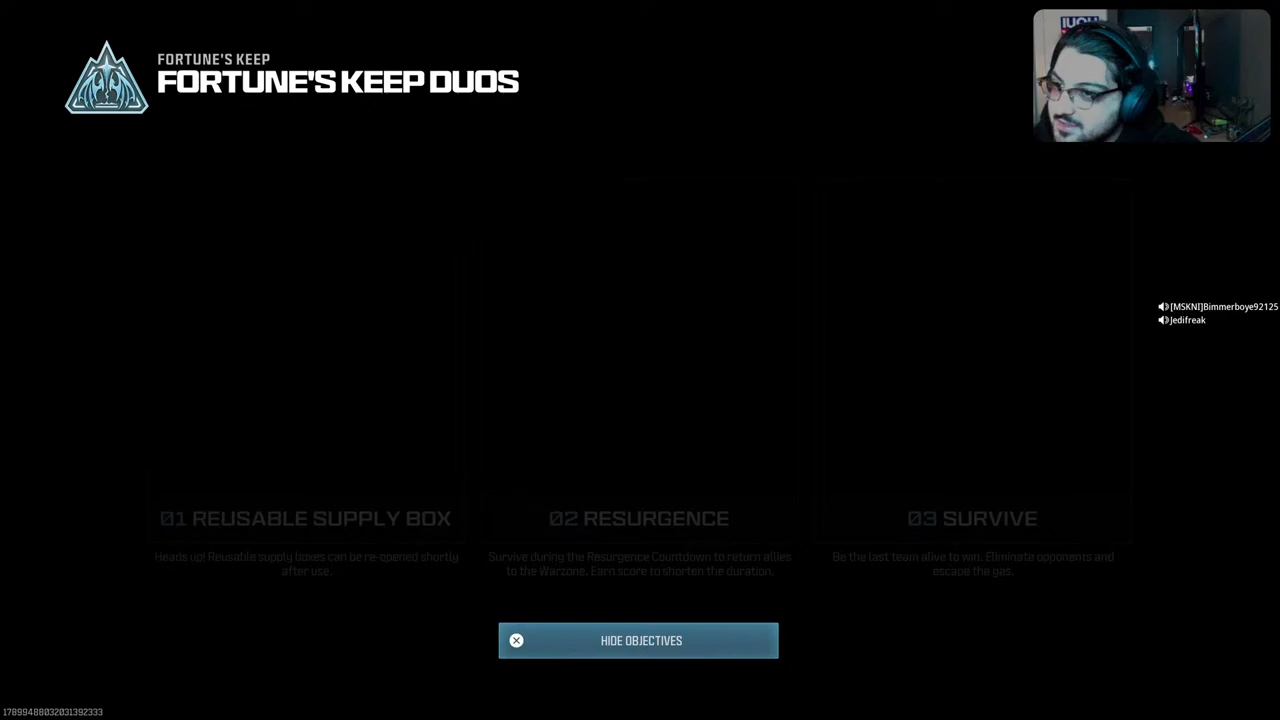 FORTUNE'S KEEP
FORTUNE'S KEEP DUOS
[MSKNI]Bimmerboye92125
Jedifreak
01 REUSABLE SUPPLY BOX
Heads up! Reusable supply boxes can be re-opened shortly
after use.
02 RESURGENCE
Survive during the Resurgence Countdown to return allies
to the Warzone. Earn score to shorten the duration.
03 SURVIVE
Be the last team alive to win. Eliminate opponents and
escape the gas.
HIDE OBJECTIVES
17899488032031392333